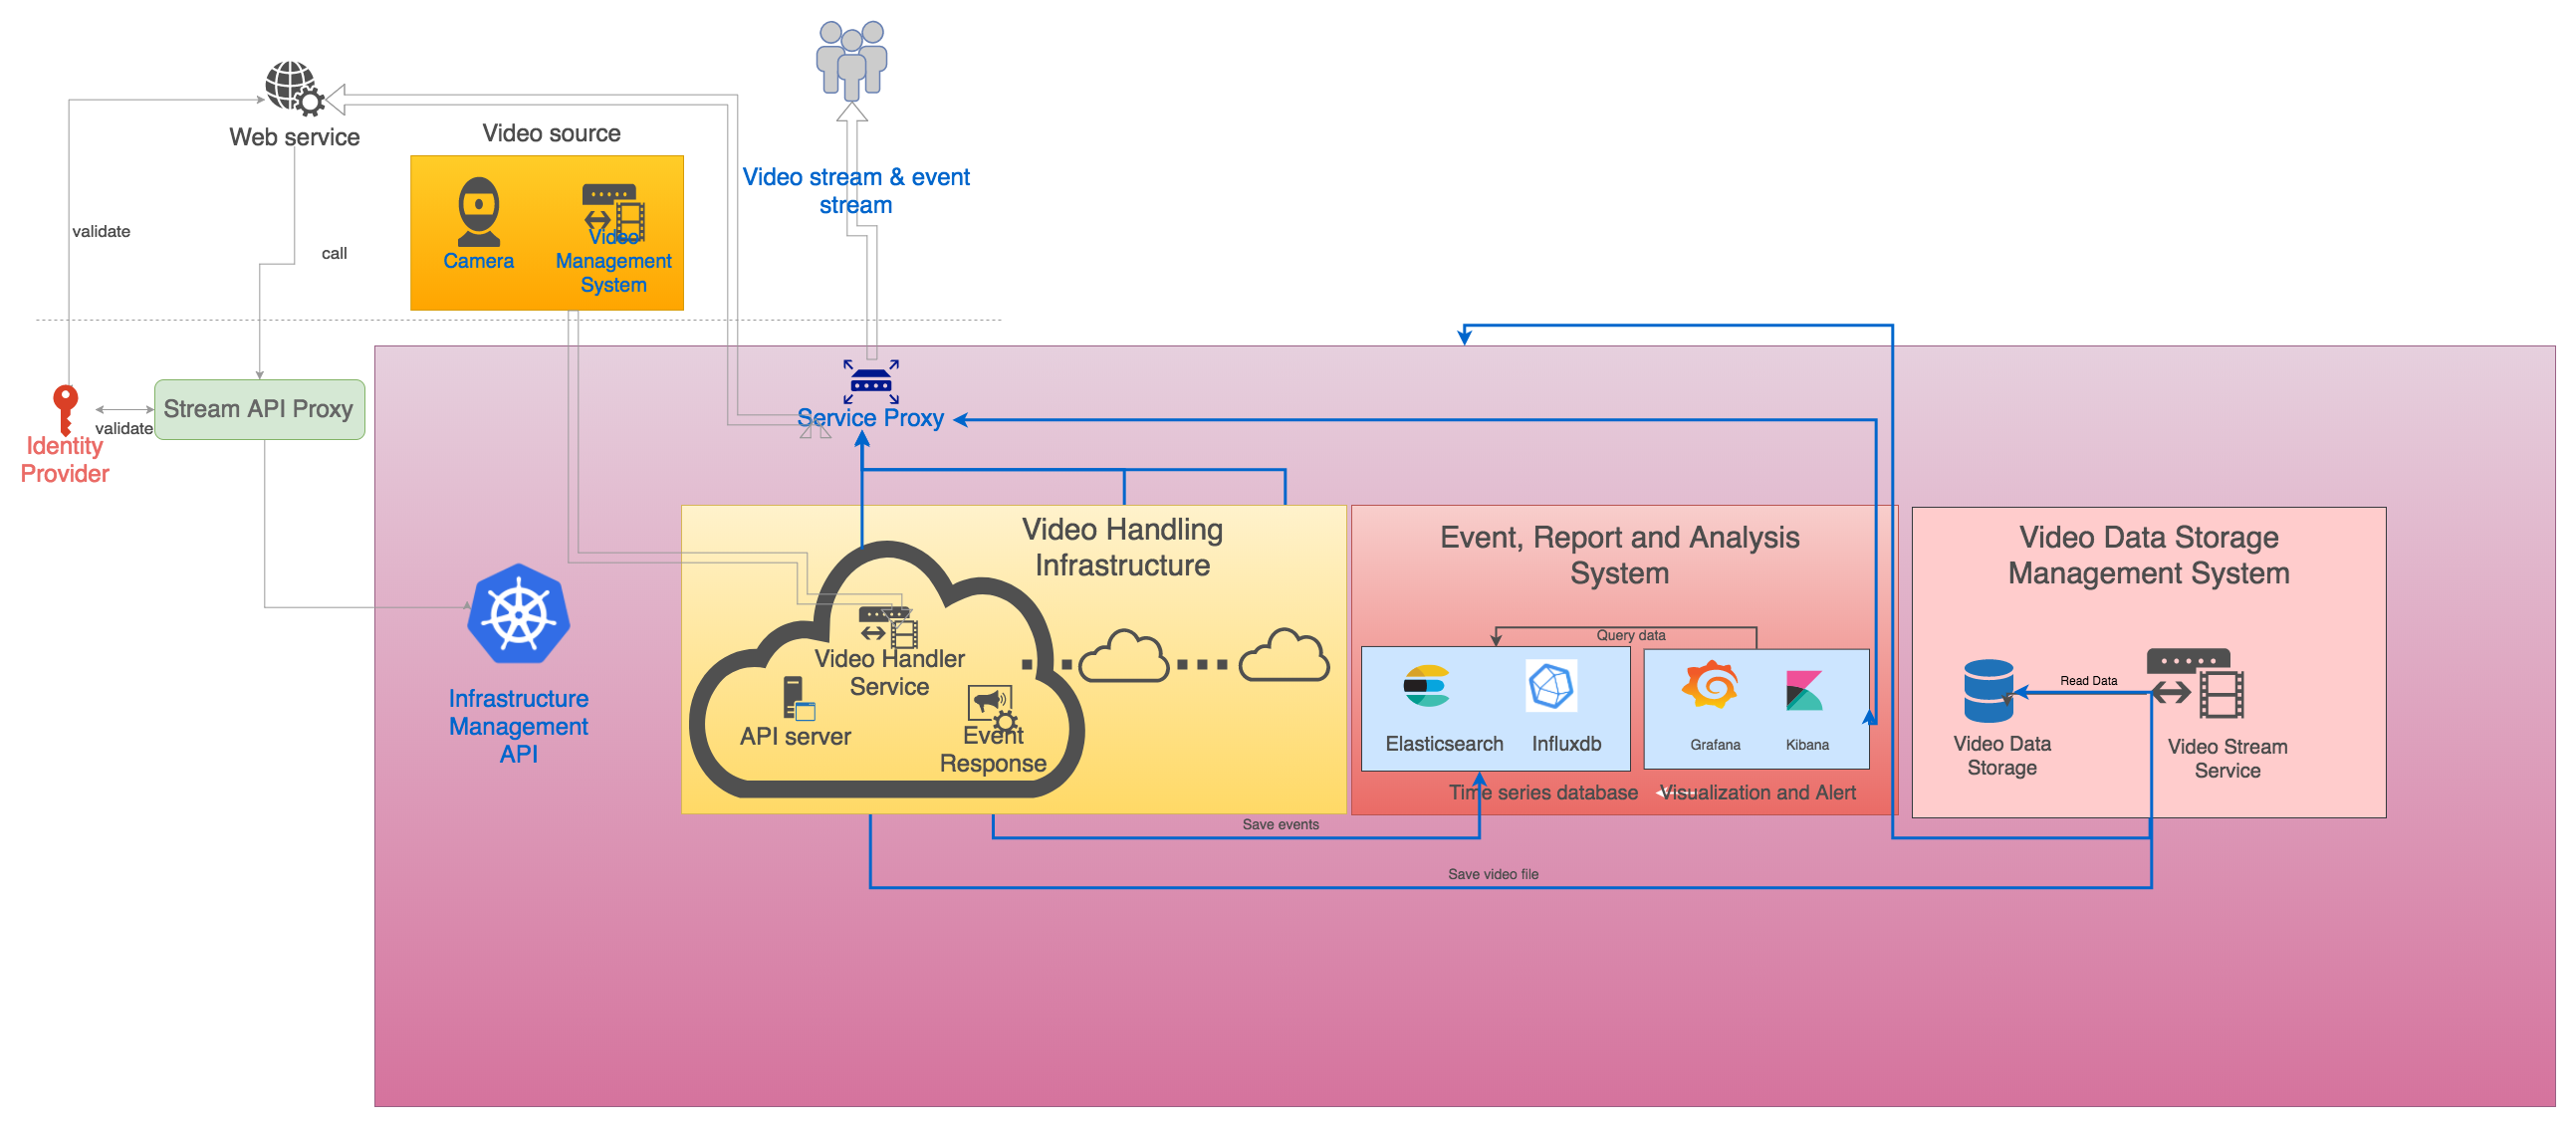 Web service
Video source
Video stream & event
stream
validate
call
Camera
Video
Management
System
Stream API Proxy
validate
Identity
Provider
Service Proxy
Video Handling
Infrastructure
Event, Report and Analysis
System
Video Data Storage
Management System
Query data
Video Handler
Service
API server
Event
Response
Infrastructure
Management
API
Elasticsearch
Influxdb
Grafana
Kibana
Read Data
Video Data
Storage
Video Stream
Service
Time series database
Visualization and Alert
Save events
Save video file